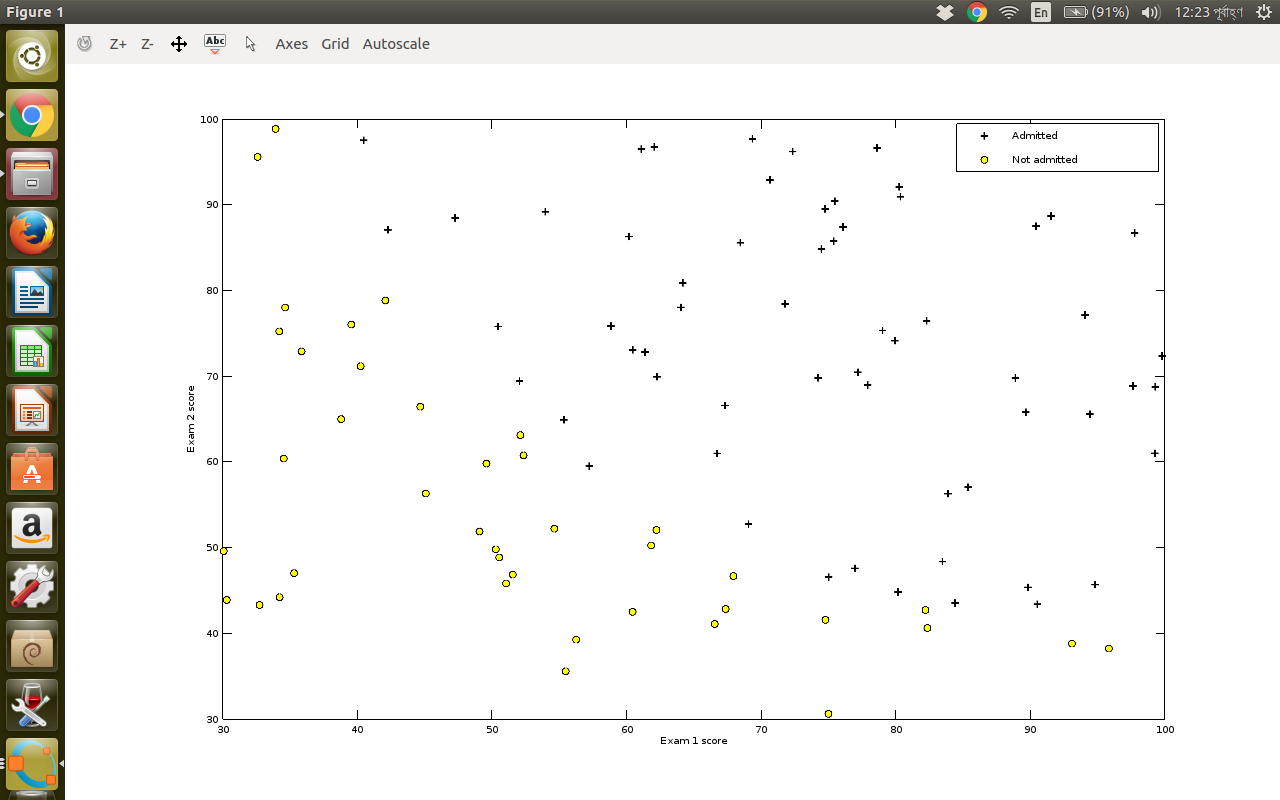 Figure 1
En
(91%)
12:23 পূর্বাহ্ণ
Z+ Z- Abc Axes Grid Autoscale
100
90
80
70
60
50
40
30
Exam 2 score
Admitted
Not admitted
30 40 50 60 70 80 90 100
Exam 1 score
A
a